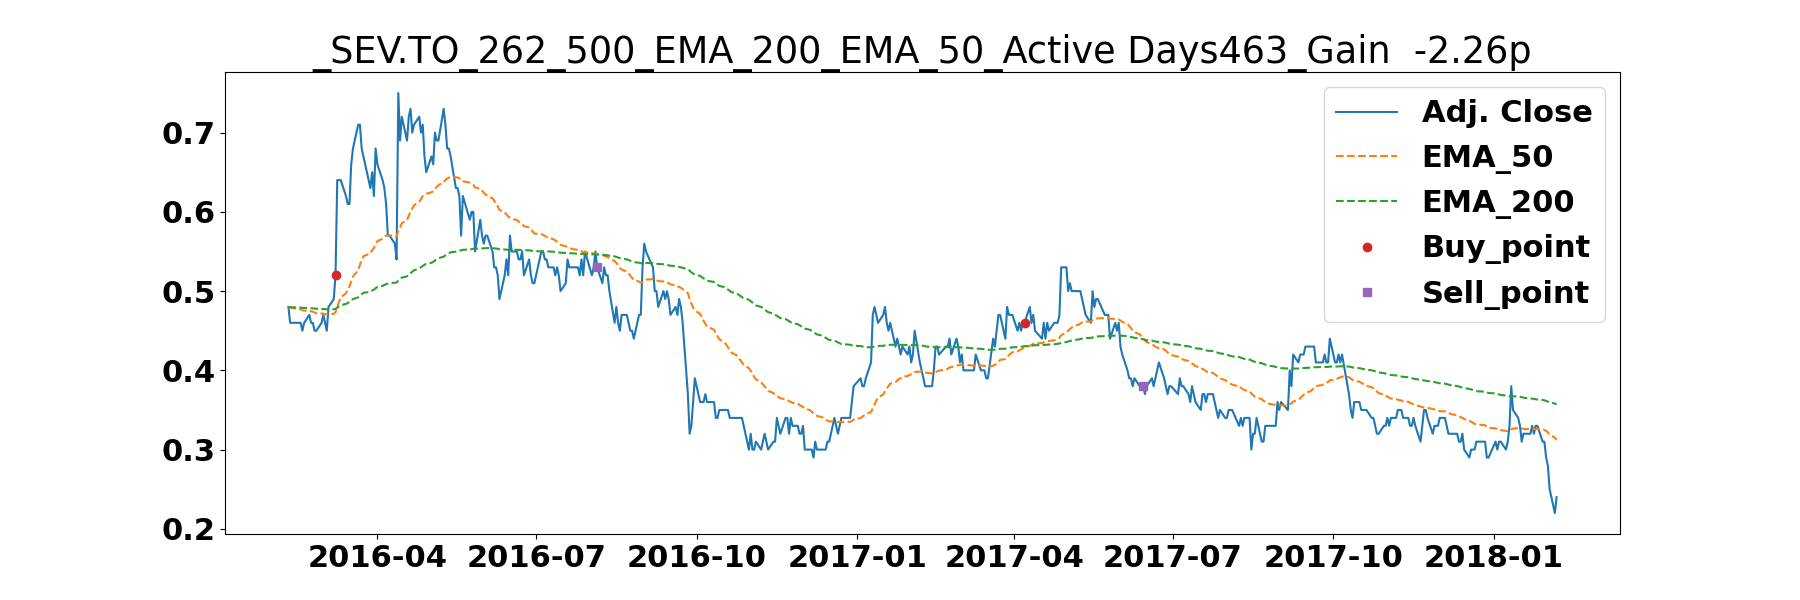 _SEV.TO_262_500_EMA_200_EMA_50_Active Days463_Gain  -2.26p
Adj. Close
EMA_50
EMA_200
Buy_point
Sell_point
0.7
0.6
0.5
0.4
0.3
0.2
2016-04 2016-07 2016-10 2017-01 2017-04 2017-07 2017-10 2018-01